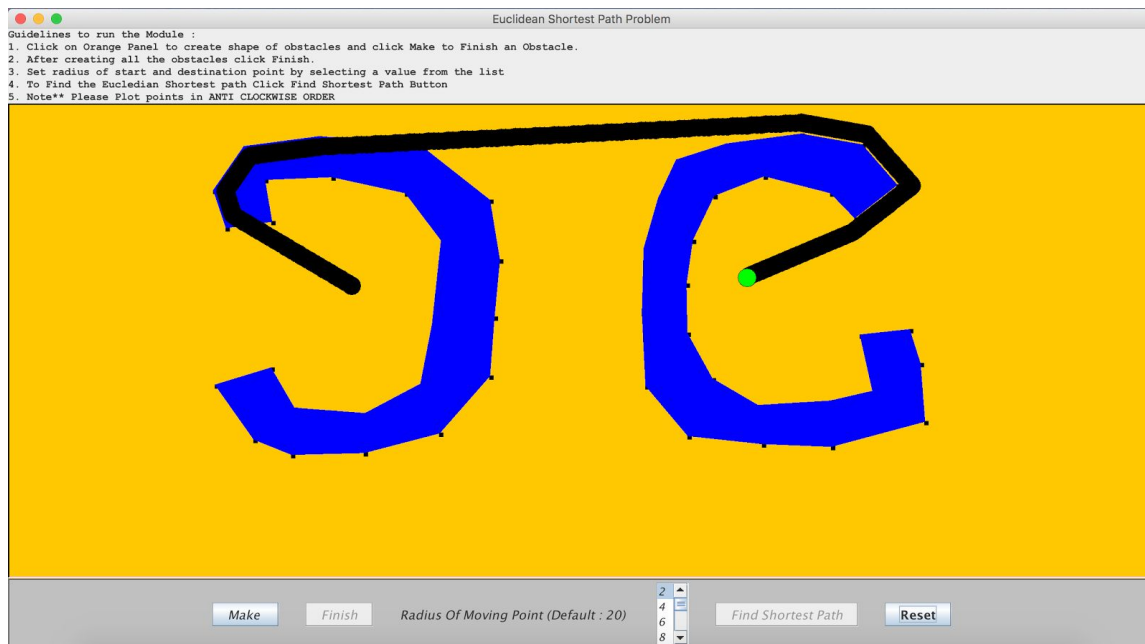 Euclidean Shortest Path Problem
Guidelines to run the Module :
1. Click on Orange Panel to create shape of obstacles and click Make to Finish an Obstacle.
2. After creating all the obstacles click Finish.
3. Set radius of start and destination point by selecting a value from the list
4. To Find the Eucledian Shortest path Click Find Shortest Path Button
5. Note** Please Plot points in ANTI CLOCKWISE ORDER
Make
Finish
Radius Of Moving Point (Default : 20)
2
4
6
8
Find Shortest Path
Reset